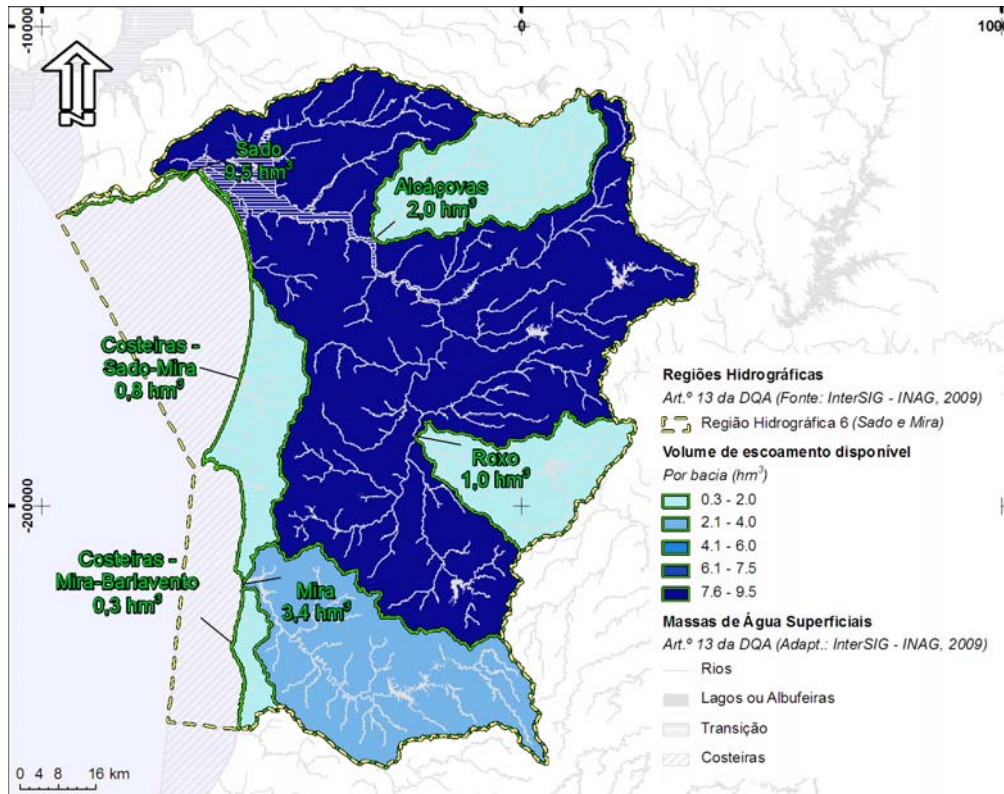 -10000
0
1000
N
Sado
9,5 hm³
Alcáçovas
2,0 hm³
Costeiras -
Sado-Mira
0,8 hm³
Roxo
1,0 hm³
-200000
Costeiras -
Mira-Barlavento
0,3 hm³
Mira
3,4 hm³
Regiões Hidrográficas
Art.º 13 da DQA (Fonte: InterSIG - INAG, 2009)
Região Hidrográfica 6 (Sado e Mira)
Volume de escoamento disponível
Por bacia (hm³)
0.3 - 2.0
2.1 - 4.0
4.1 - 6.0
6.1 - 7.5
7.6 - 9.5
Massas de Água Superficiais
Art.º 13 da DQA (Adapt.: InterSIG - INAG, 2009)
Rios
Lagos ou Albufeiras
Transição
Costeiras
0 4 8 16 km